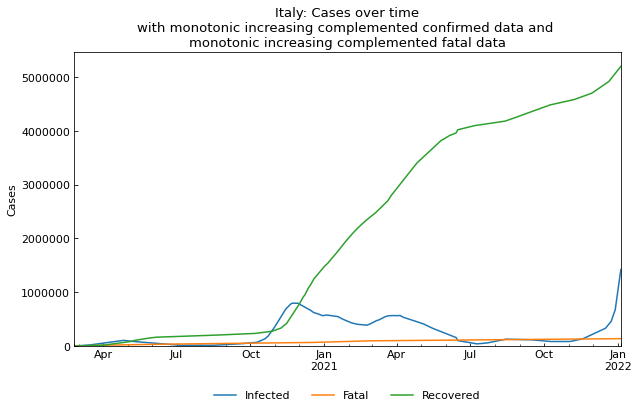 Italy: Cases over time
with monotonic increasing complemented confirmed data and
monotonic increasing complemented fatal data
5000000
4000000
3000000
2000000
1000000
0
Cases
Apr Jul Oct Jan Apr Jul Oct Jan
2021 2022
Infected Fatal Recovered